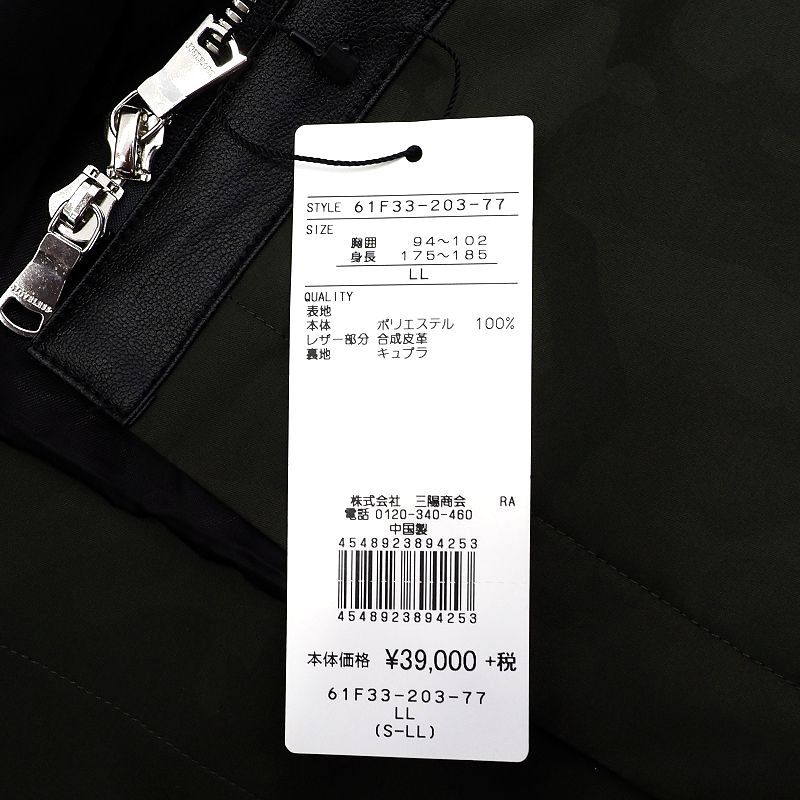 STYLE 61F33-203-77
SIZE
胸囲 94～102
身長 175～185
LL
QUALITY
表地
本体 ポリエステル 100%
レザー部分 合成皮革
裏地 キュプラ
株式会社 三陽商会 RA
電話 0120-340-460
中国製
4548923894253
4548923894253
本体価格 ¥39,000 +税
61F33-203-77
LL
(S-LL)